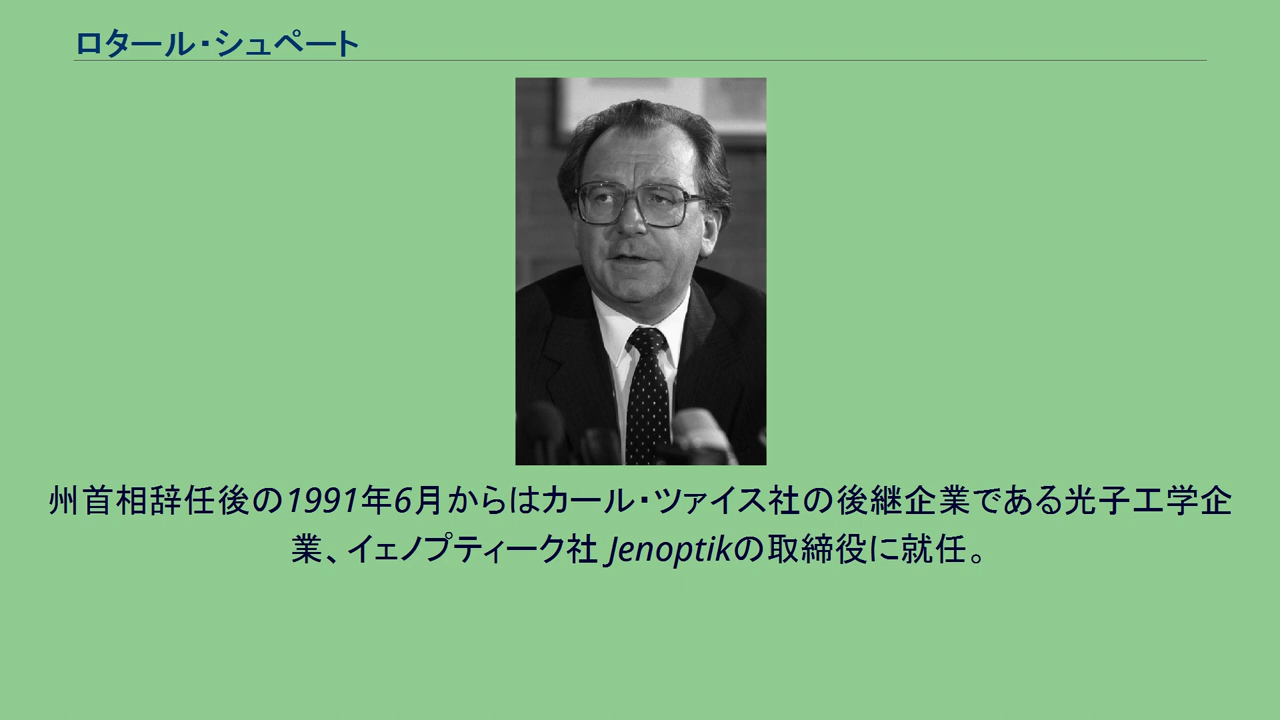 ロタール・シュペート
州首相辞任後の1991年6月からはカール・ツァイス社の後継企業である光子工学企
業、イェノプティーク社 Jenoptikの取締役に就任。